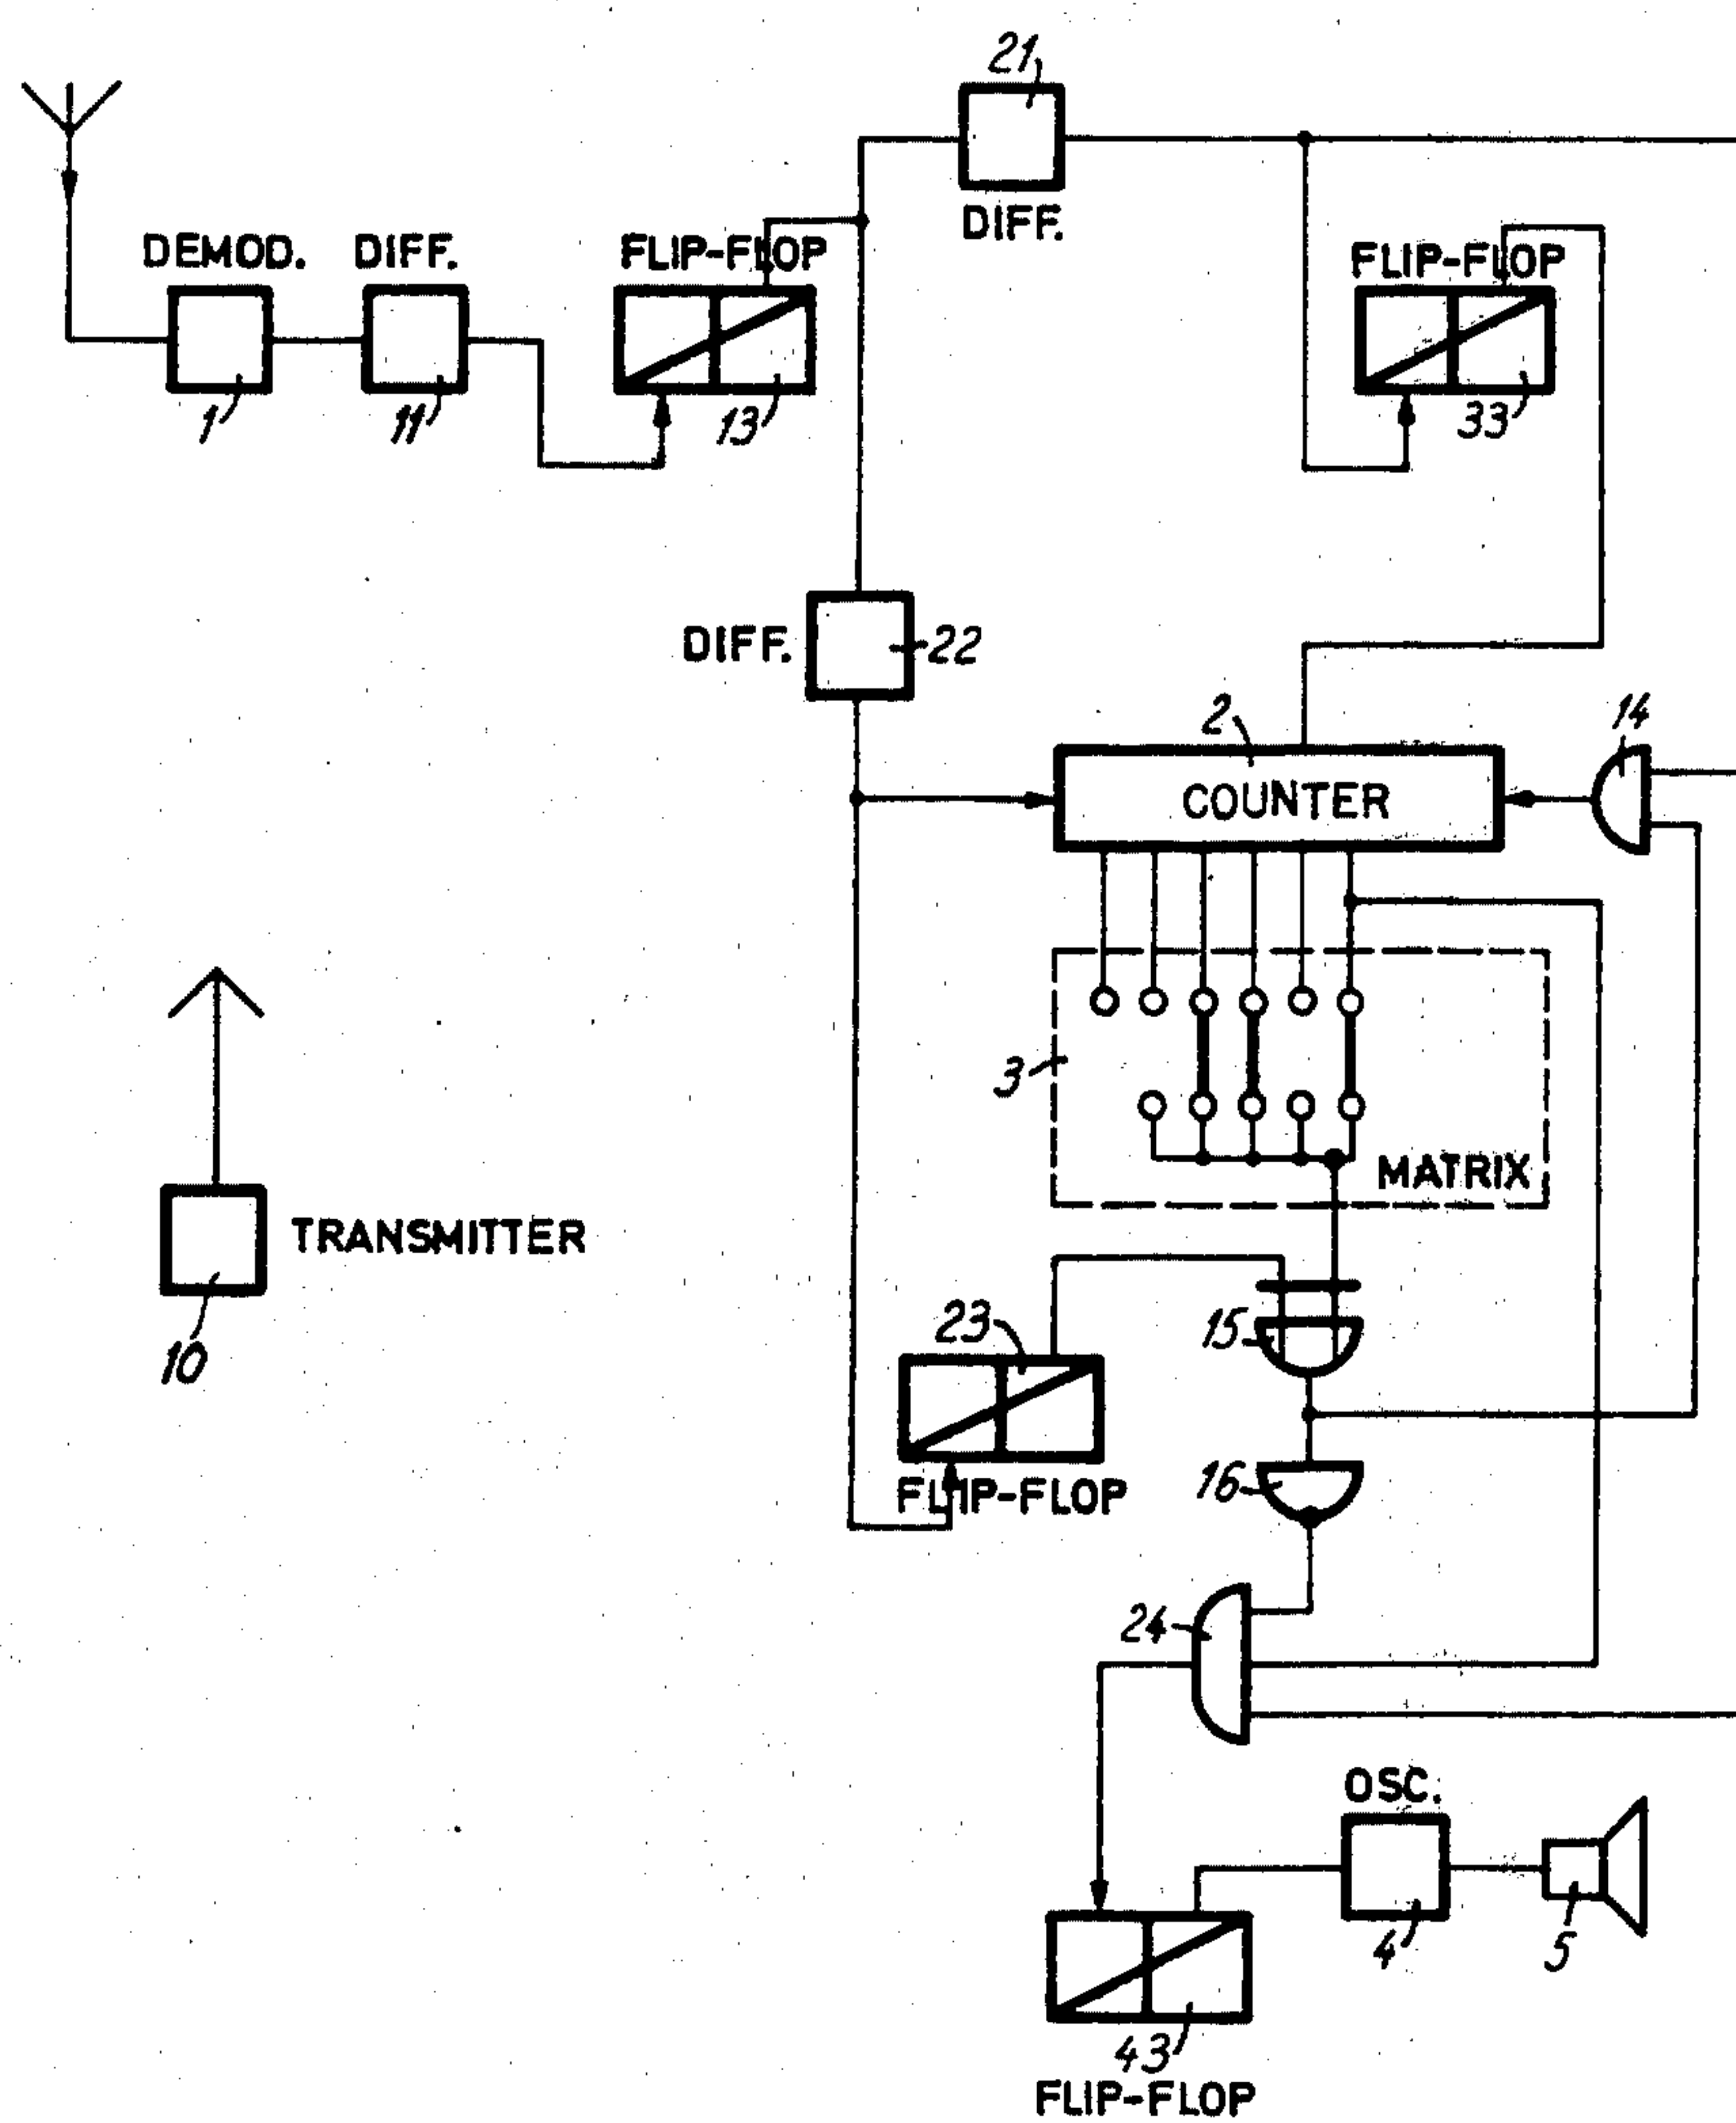 21
DIFF.
DEMOD.
DIFF.
FLIP-FLOP
FLIP-FLOP
1
11
13
33
DIFF.
22
2
14
COUNTER
3
MATRIX
TRANSMITTER
10
23
15
FLIP-FLOP
16
24
OSC.
4
5
43
FLIP-FLOP